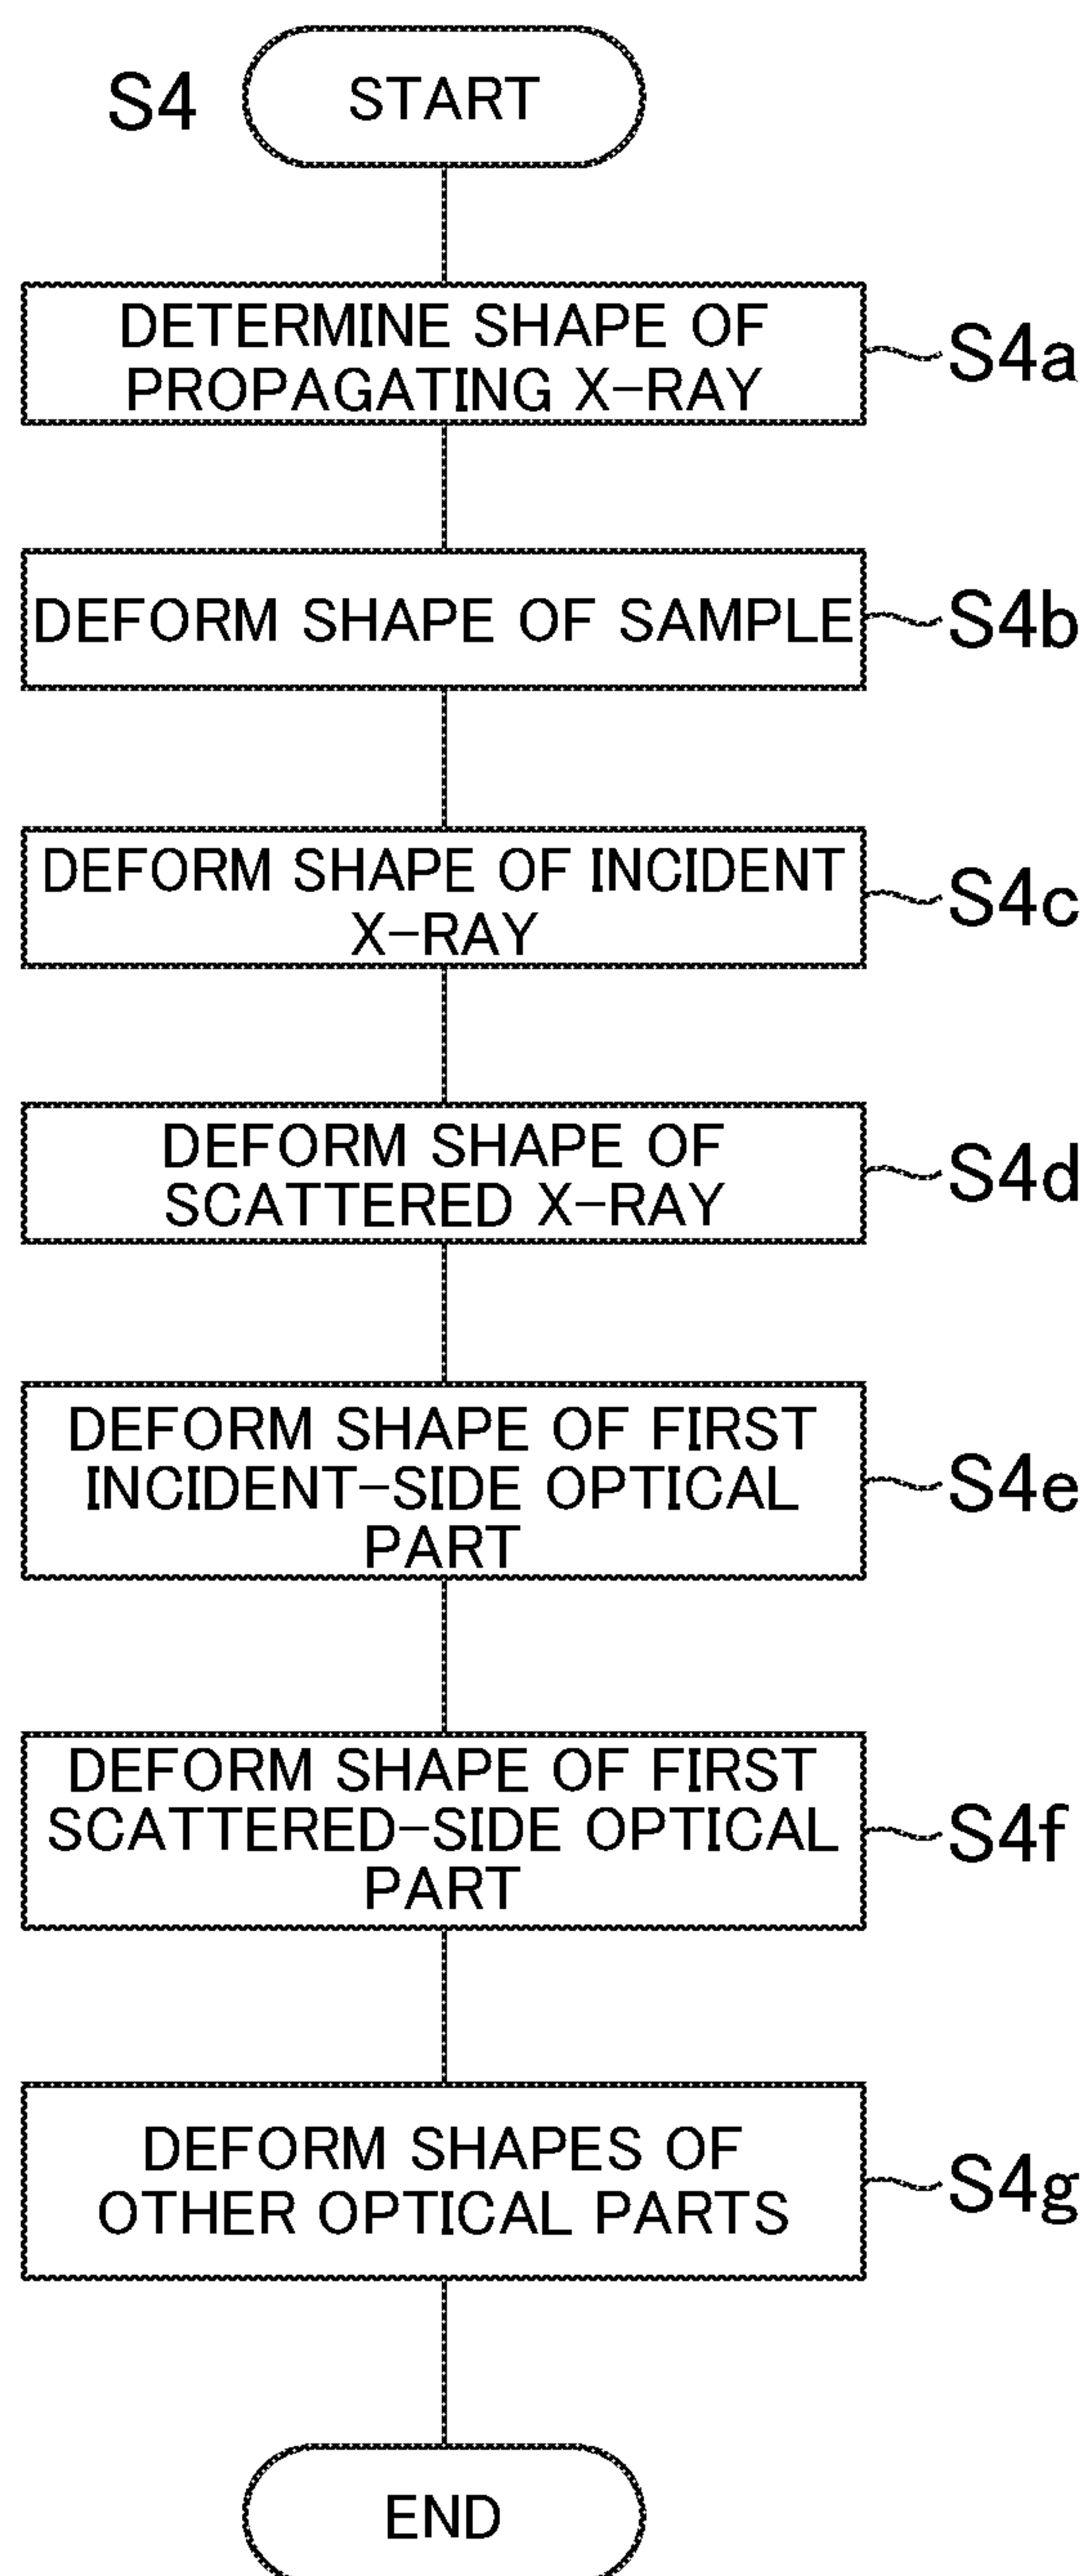 S4
START
DETERMINE SHAPE OF
PROPAGATING X-RAY
S4a
DEFORM SHAPE OF SAMPLE
S4b
DEFORM SHAPE OF INCIDENT
X-RAY
S4c
DEFORM SHAPE OF
SCATTERED X-RAY
S4d
DEFORM SHAPE OF FIRST
INCIDENT-SIDE OPTICAL
PART
S4e
DEFORM SHAPE OF FIRST
SCATTERED-SIDE OPTICAL
PART
S4f
DEFORM SHAPES OF
OTHER OPTICAL PARTS
S4g
END